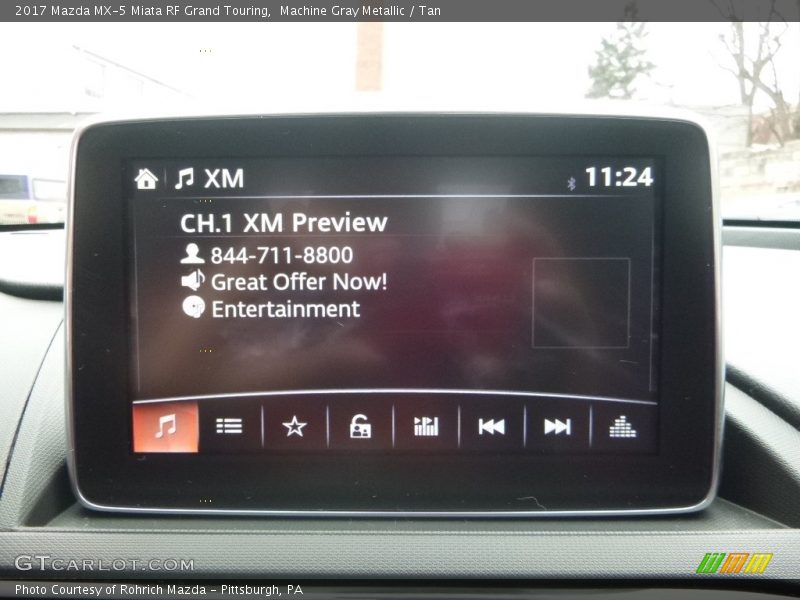 2017 Mazda MX-5 Miata RF Grand Touring,  Machine Gray Metallic / Tan
XM
11:24
CH.1 XM Preview
844-711-8800
Great Offer Now!
Entertainment
GTCARLOT.COM
Photo Courtesy of Rohrich Mazda - Pittsburgh, PA